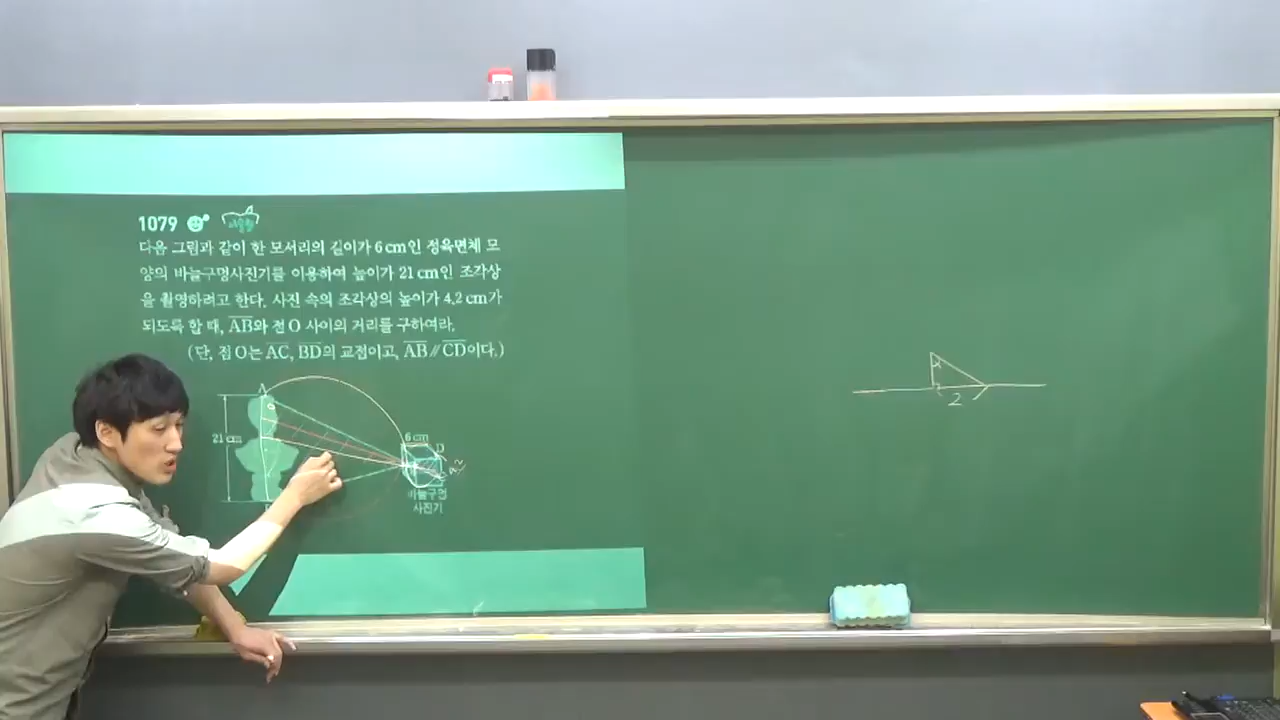 1079
다음 그림과 같이 한 모서리의 길이가 6 cm인 정육면체 모
양의 바늘구멍사진기를 이용하여 높이가 21 cm인 조각상
을 촬영하려고 한다. 사진 속의 조각상의 높이가 4.2 cm가
되도록 할 때, AB와 점 O 사이의 거리를 구하여라.
(단, 점 O는 AC, BD의 교점이고, AB∥CD이다.)
A
21 cm
6 cm
D
바늘구멍
사진기
2